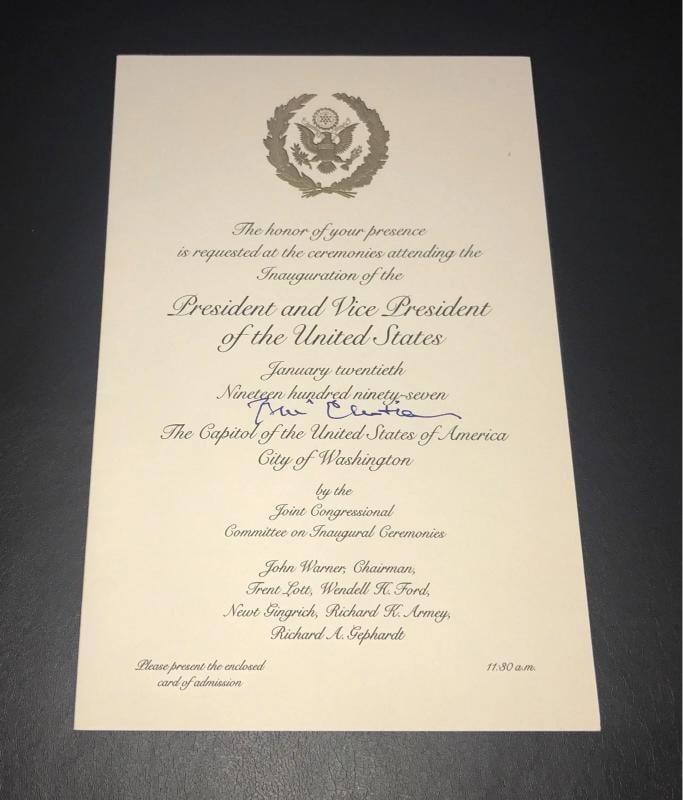 The honor of your presence
is requested at the ceremonies attending the
Inauguration of the
President and Vice President
of the United States
January twentieth
Nineteen hundred ninety-seven
Bill Clinton
The Capitol of the United States of America
City of Washington
by the
Joint Congressional
Committee on Inaugural Ceremonies
John Warner, Chairman,
Trent Lott, Wendell H. Ford,
Newt Gingrich, Richard K. Armey,
Richard A. Gephardt
Please present the enclosed
card of admission
11:30 a.m.